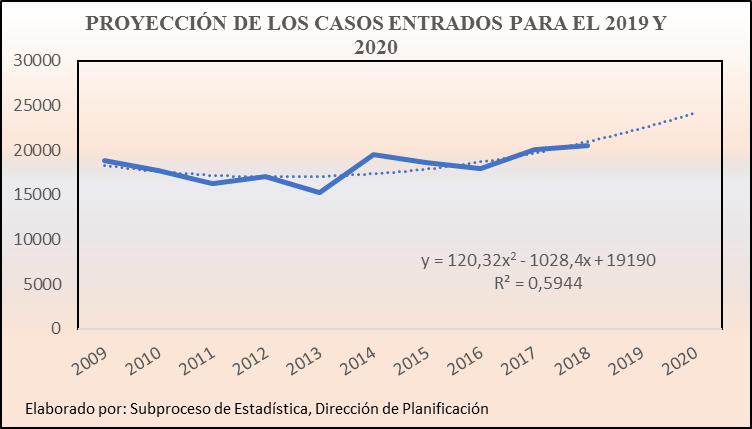 PROYECCIÓN DE LOS CASOS ENTRADOS PARA EL 2019 Y
2020
30000
25000
20000
15000
10000
5000
0
y = 120,32x² - 1028,4x + 19190
R² = 0,5944
2009 2010 2011 2012 2013 2014 2015 2016 2017 2018 2019 2020
Elaborado por: Subproceso de Estadística, Dirección de Planificación